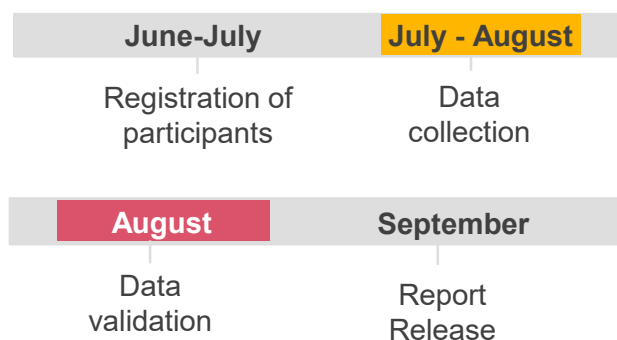 June-July
July - August
Registration of
participants
Data
collection
August
September
Data
validation
Report
Release